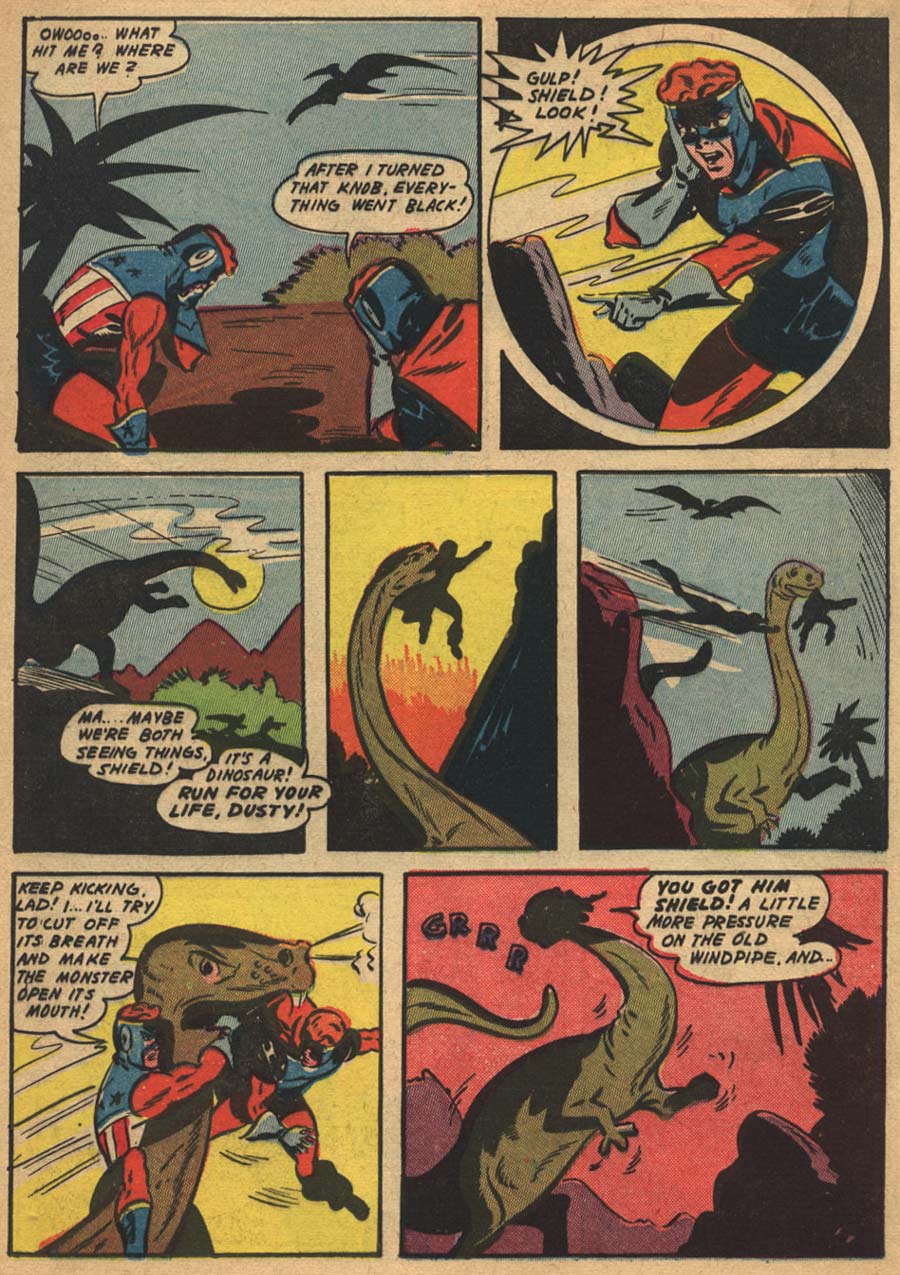 OWOOOO.. WHAT
HIT ME? WHERE
ARE WE?
AFTER I TURNED
THAT KNOB, EVERY-
THING WENT BLACK!
GULP!
SHIELD!
LOOK!
MA.... MAYBE
WE'RE BOTH
SEEING THINGS,
SHIELD!
IT'S A
DINOSAUR!
RUN FOR YOUR
LIFE, DUSTY!
KEEP KICKING,
LAD! I...I'LL TRY
TO CUT OFF
ITS BREATH
AND MAKE
THE MONSTER
OPEN ITS
MOUTH!
GRRR
YOU GOT HIM
SHIELD! A LITTLE
MORE PRESSURE
ON THE OLD
WINDPIPE, AND...